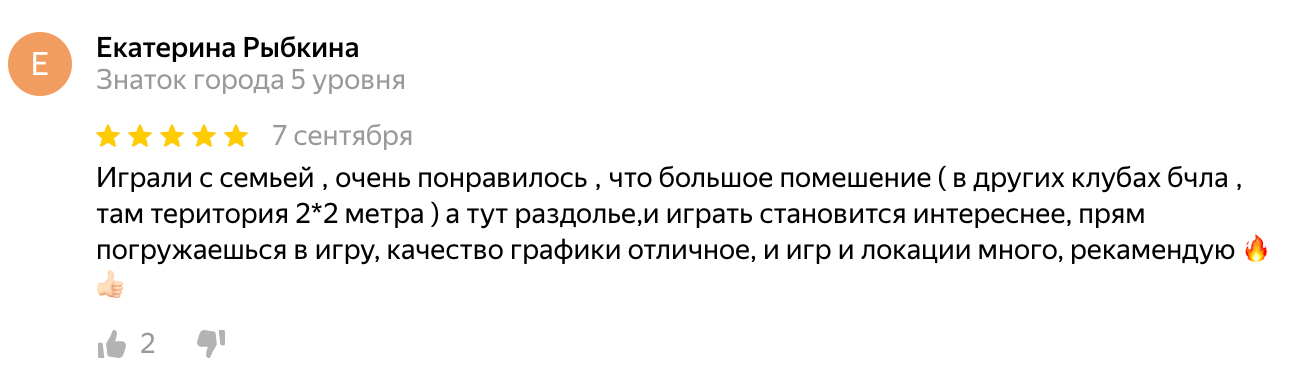 Е
Екатерина Рыбкина
Знаток города 5 уровня
7 сентября
Играли с семьей , очень понравилось , что большое помешение ( в других клубах бчла ,
там територия 2*2 метра ) а тут раздолье,и играть становится интереснее, прям
погружаешься в игру, качество графики отличное, и игр и локации много, рекамендую 🔥
👍🏻
2